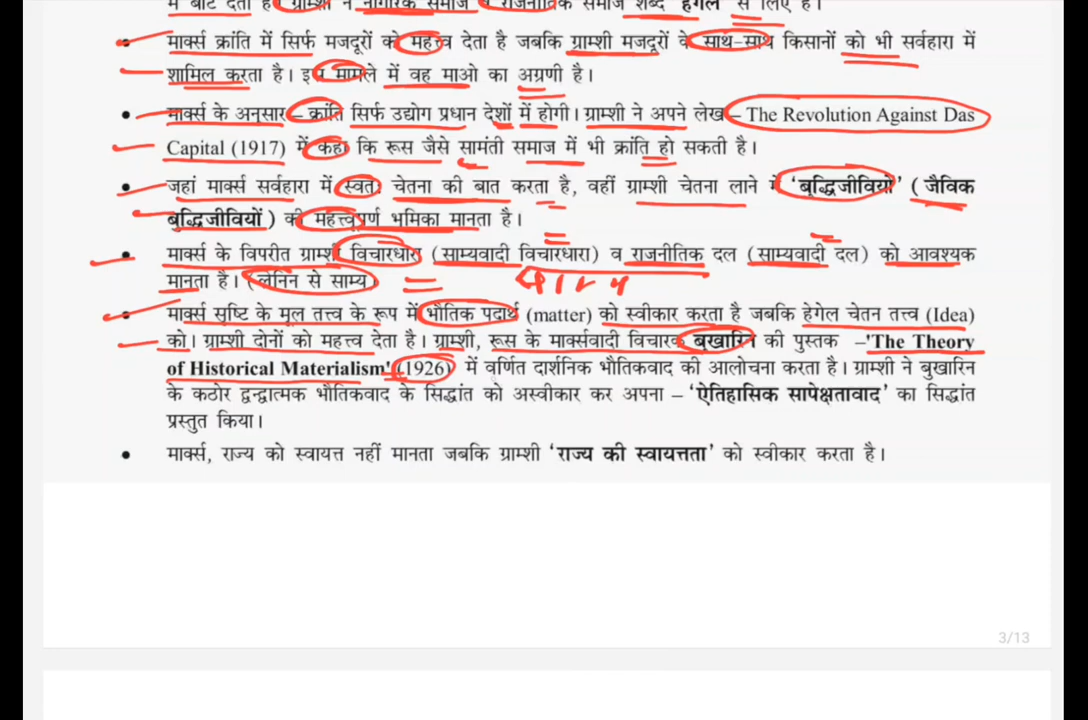 में बांट देता है। ग्राम्शी ने नागरिक समाज व राजनीतिक समाज शब्द हेगेल से लिए हैं।
• मार्क्स क्रांति में सिर्फ मजदूरों को महत्त्व देता है जबकि ग्राम्शी मजदूरों के साथ-साथ किसानों को भी सर्वहारा में
शामिल करता है। इस मामले में वह माओ का अग्रणी है।
• मार्क्स के अनुसार – क्रांति सिर्फ उद्योग प्रधान देशों में होगी। ग्राम्शी ने अपने लेख – The Revolution Against Das
Capital (1917) में कहा कि रूस जैसे सामंती समाज में भी क्रांति हो सकती है।
• जहां मार्क्स सर्वहारा में स्वतः चेतना की बात करता है, वहीं ग्राम्शी चेतना लाने में 'बुद्धिजीवियों' (जैविक
बुद्धिजीवियों) की महत्त्वपूर्ण भूमिका मानता है।
• मार्क्स के विपरीत ग्राम्शी विचारधारा (साम्यवादी विचारधारा) व राजनीतिक दल (साम्यवादी दल) को आवश्यक
मानता है। (लेनिन से साम्य)
• मार्क्स सृष्टि के मूल तत्त्व के रूप में भौतिक पदार्थ (matter) को स्वीकार करता है जबकि हेगेल चेतन तत्त्व (Idea)
को। ग्राम्शी दोनों को महत्त्व देता है। ग्राम्शी, रूस के मार्क्सवादी विचारक बुखारिन की पुस्तक –'The Theory
of Historical Materialism' (1926) में वर्णित दार्शनिक भौतिकवाद की आलोचना करता है। ग्राम्शी ने बुखारिन
के कठोर द्वन्द्वात्मक भौतिकवाद के सिद्धांत को अस्वीकार कर अपना – 'ऐतिहासिक सापेक्षतावाद' का सिद्धांत
प्रस्तुत किया।
• मार्क्स, राज्य को स्वायत्त नहीं मानता जबकि ग्राम्शी 'राज्य की स्वायत्तता' को स्वीकार करता है।
3/13